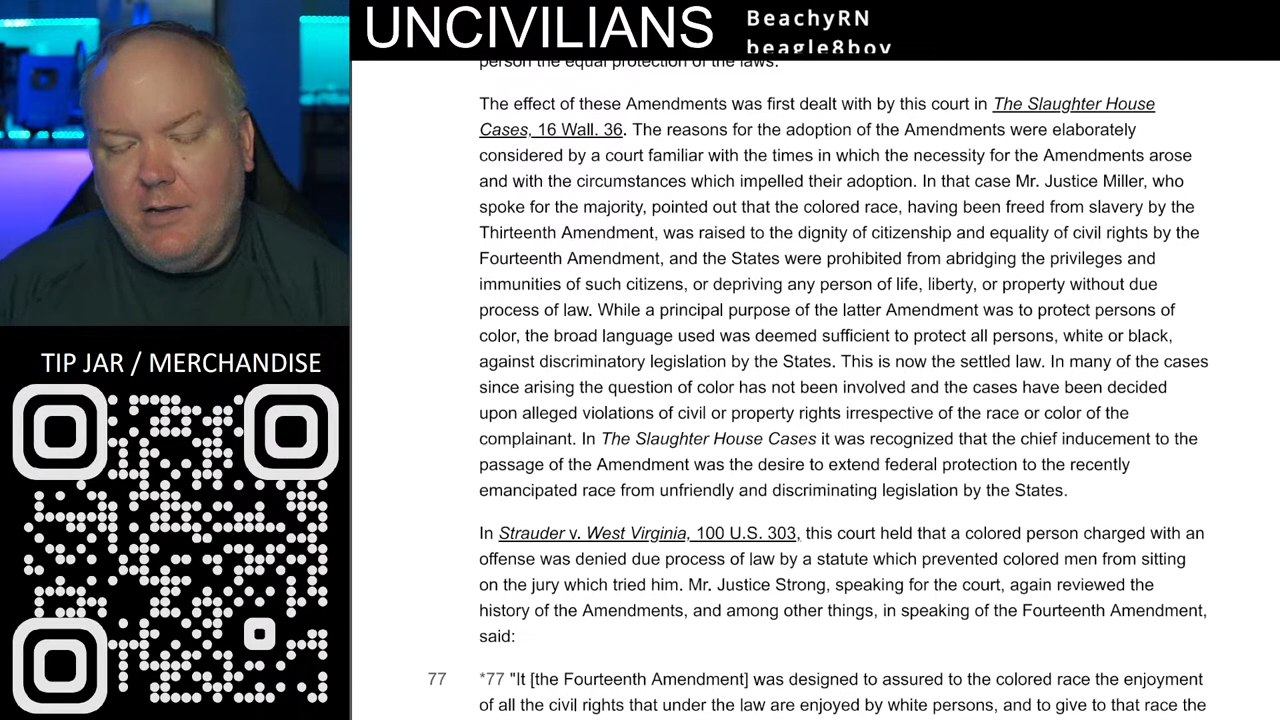 UNCIVILIANS
BeachyRN
beagle8boy
person the equal protection of the laws.
The effect of these Amendments was first dealt with by this court in The Slaughter House
Cases, 16 Wall. 36. The reasons for the adoption of the Amendments were elaborately
considered by a court familiar with the times in which the necessity for the Amendments arose
and with the circumstances which impelled their adoption. In that case Mr. Justice Miller, who
spoke for the majority, pointed out that the colored race, having been freed from slavery by the
Thirteenth Amendment, was raised to the dignity of citizenship and equality of civil rights by the
Fourteenth Amendment, and the States were prohibited from abridging the privileges and
immunities of such citizens, or depriving any person of life, liberty, or property without due
process of law. While a principal purpose of the latter Amendment was to protect persons of
color, the broad language used was deemed sufficient to protect all persons, white or black,
against discriminatory legislation by the States. This is now the settled law. In many of the cases
since arising the question of color has not been involved and the cases have been decided
upon alleged violations of civil or property rights irrespective of the race or color of the
complainant. In The Slaughter House Cases it was recognized that the chief inducement to the
passage of the Amendment was the desire to extend federal protection to the recently
emancipated race from unfriendly and discriminating legislation by the States.
In Strauder v. West Virginia, 100 U.S. 303, this court held that a colored person charged with an
offense was denied due process of law by a statute which prevented colored men from sitting
on the jury which tried him. Mr. Justice Strong, speaking for the court, again reviewed the
history of the Amendments, and among other things, in speaking of the Fourteenth Amendment,
said:
77 *77 "It [the Fourteenth Amendment] was designed to assured to the colored race the enjoyment
of all the civil rights that under the law are enjoyed by white persons, and to give to that race the
TIP JAR / MERCHANDISE